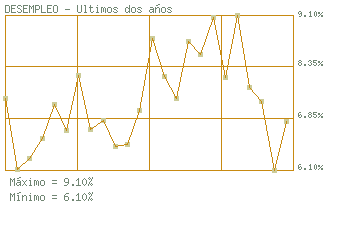 DESEMPLEO - Ultimos dos años
9.10%
8.35%
6.85%
6.10%
Máximo = 9.10%
Mínimo = 6.10%